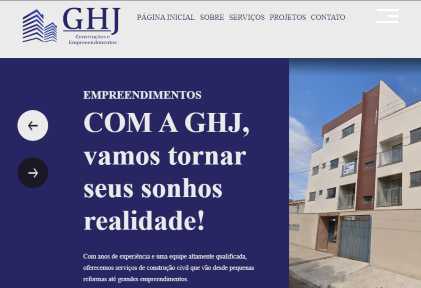 GHJ
Construções e
Empreendimentos
PÁGINA INICIAL SOBRE SERVIÇOS PROJETOS CONTATO
EMPREENDIMENTOS
COM A GHJ,
vamos tornar
seus sonhos
realidade!
Com anos de experiência e uma equipe altamente qualificada,
oferecemos serviços de construção civil que vão desde pequenas
reformas até grandes empreendimentos.